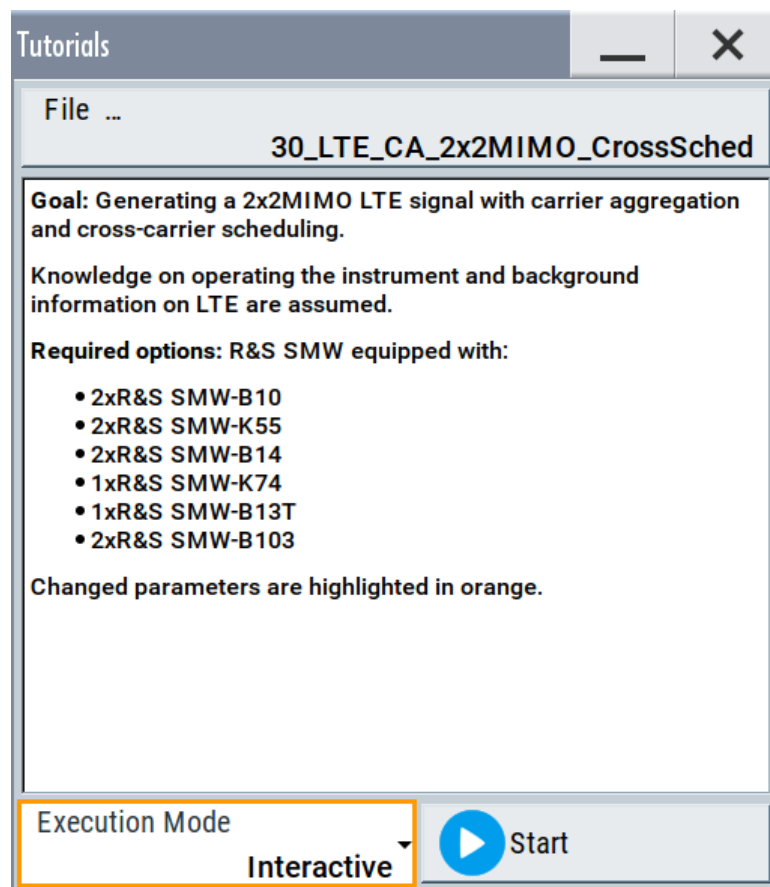 Tutorials
File ...
30_LTE_CA_2x2MIMO_CrossSched
Goal: Generating a 2x2MIMO LTE signal with carrier aggregation
and cross-carrier scheduling.
Knowledge on operating the instrument and background
information on LTE are assumed.
Required options: R&S SMW equipped with:
• 2xR&S SMW-B10
• 2xR&S SMW-K55
• 2xR&S SMW-B14
• 1xR&S SMW-K74
• 1xR&S SMW-B13T
• 2xR&S SMW-B103
Changed parameters are highlighted in orange.
Execution Mode
Interactive
Start